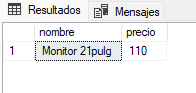 Resultados Mensajes
nombre precio
1 Monitor 21pulg 110